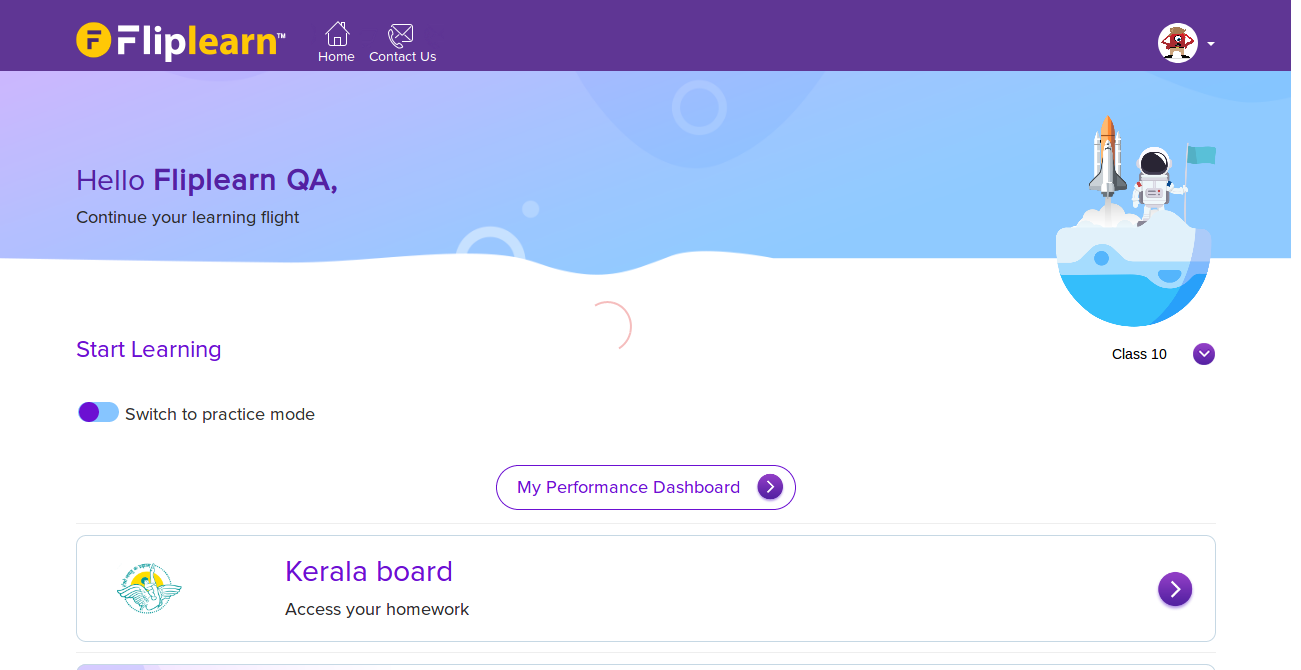 F Fliplearn™
Home
Contact Us
Hello Fliplearn QA,
Continue your learning flight
Start Learning
Class 10
Switch to practice mode
My Performance Dashboard
Kerala board
Access your homework